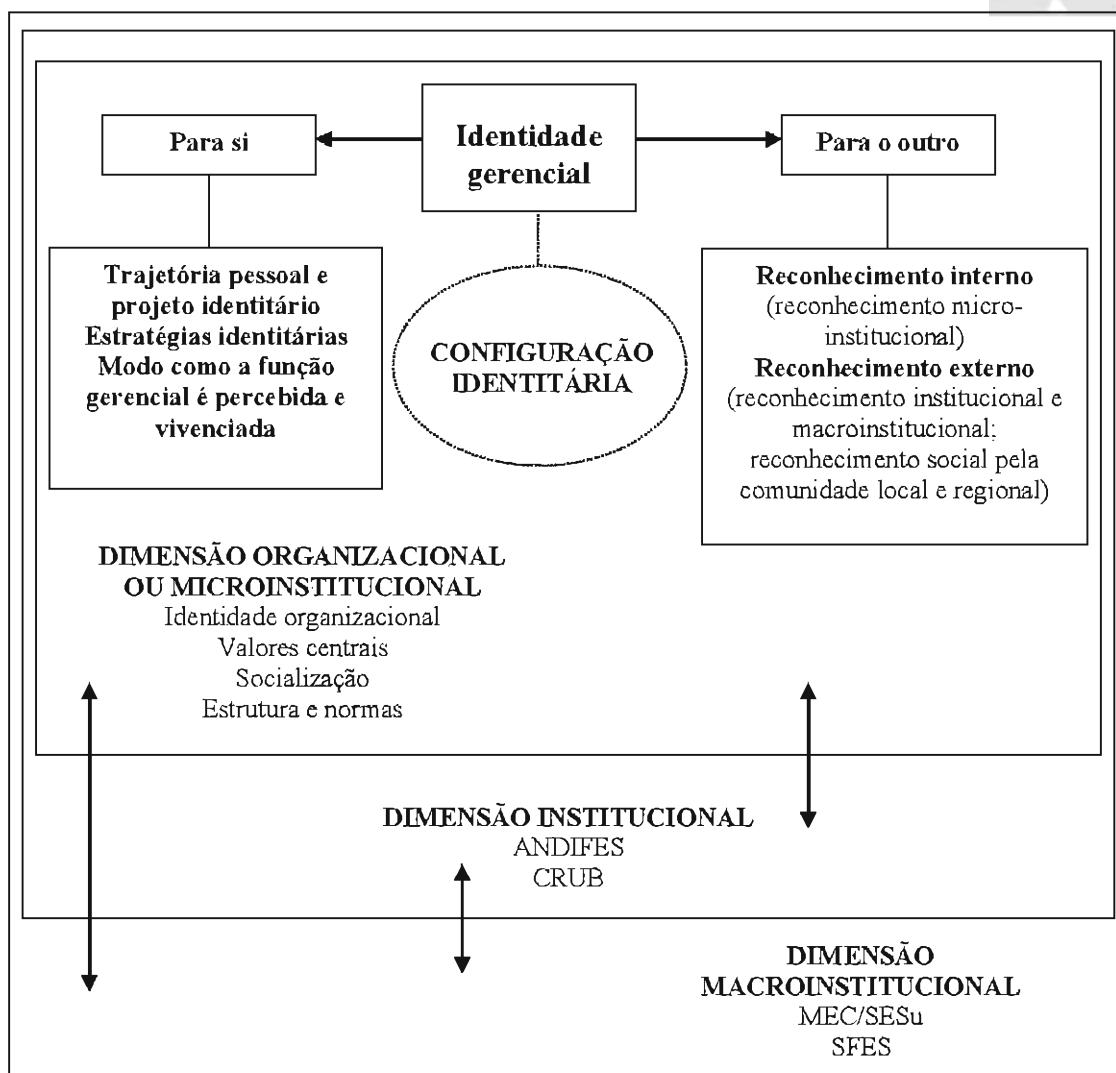 Para si
Identidade
gerencial
Para o outro
Trajetória pessoal e
projeto identitário
Estratégias identitárias
Modo como a função
gerencial é percebida e
vivenciada
CONFIGURAÇÃO
IDENTITÁRIA
Reconhecimento interno
(reconhecimento micro-
institucional)
Reconhecimento externo
(reconhecimento institucional e
macroinstitucional;
reconhecimento social pela
comunidade local e regional)
DIMENSÃO ORGANIZACIONAL
OU MICROINSTITUCIONAL
Identidade organizacional
Valores centrais
Socialização
Estrutura e normas
DIMENSÃO INSTITUCIONAL
ANDIFES
CRUB
DIMENSÃO
MACROINSTITUCIONAL
MEC/SESu
SFES